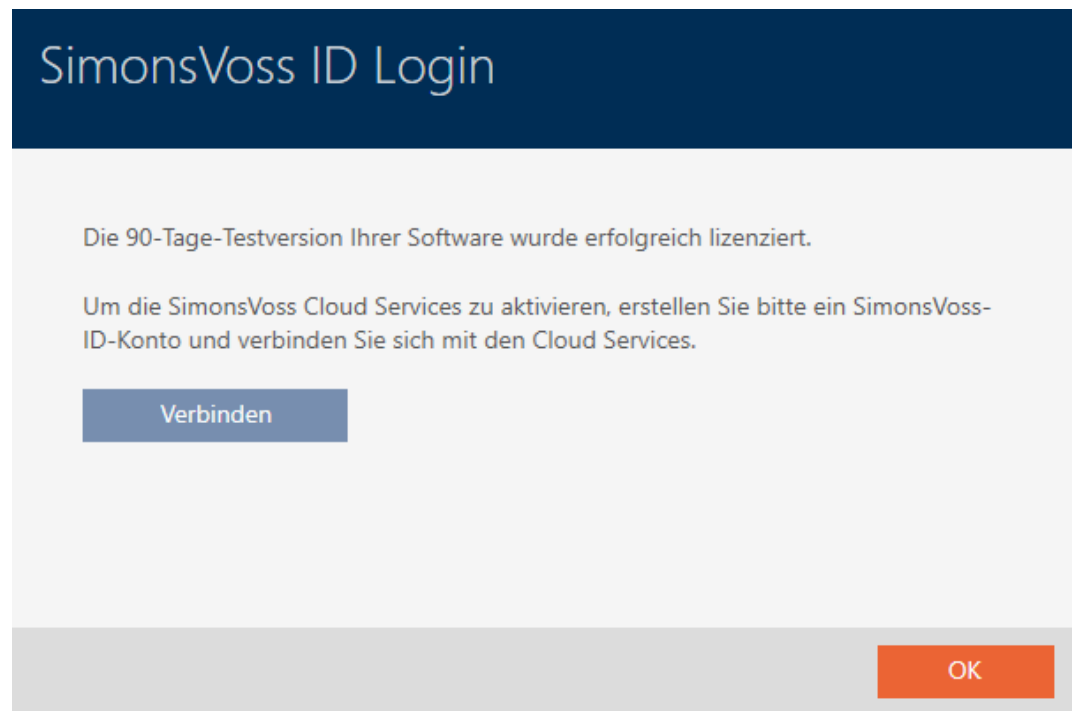 SimonsVoss ID Login
Die 90-Tage-Testversion Ihrer Software wurde erfolgreich lizenziert.
Um die SimonsVoss Cloud Services zu aktivieren, erstellen Sie bitte ein SimonsVoss-
ID-Konto und verbinden Sie sich mit den Cloud Services.
Verbinden
OK